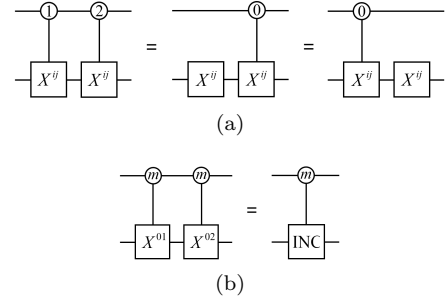 1 2 0 0
X^{ij} X^{ij} = X^{ij} X^{ij} = X^{ij} X^{ij}
(a)
m m m
X^{01} X^{02} = INC
(b)